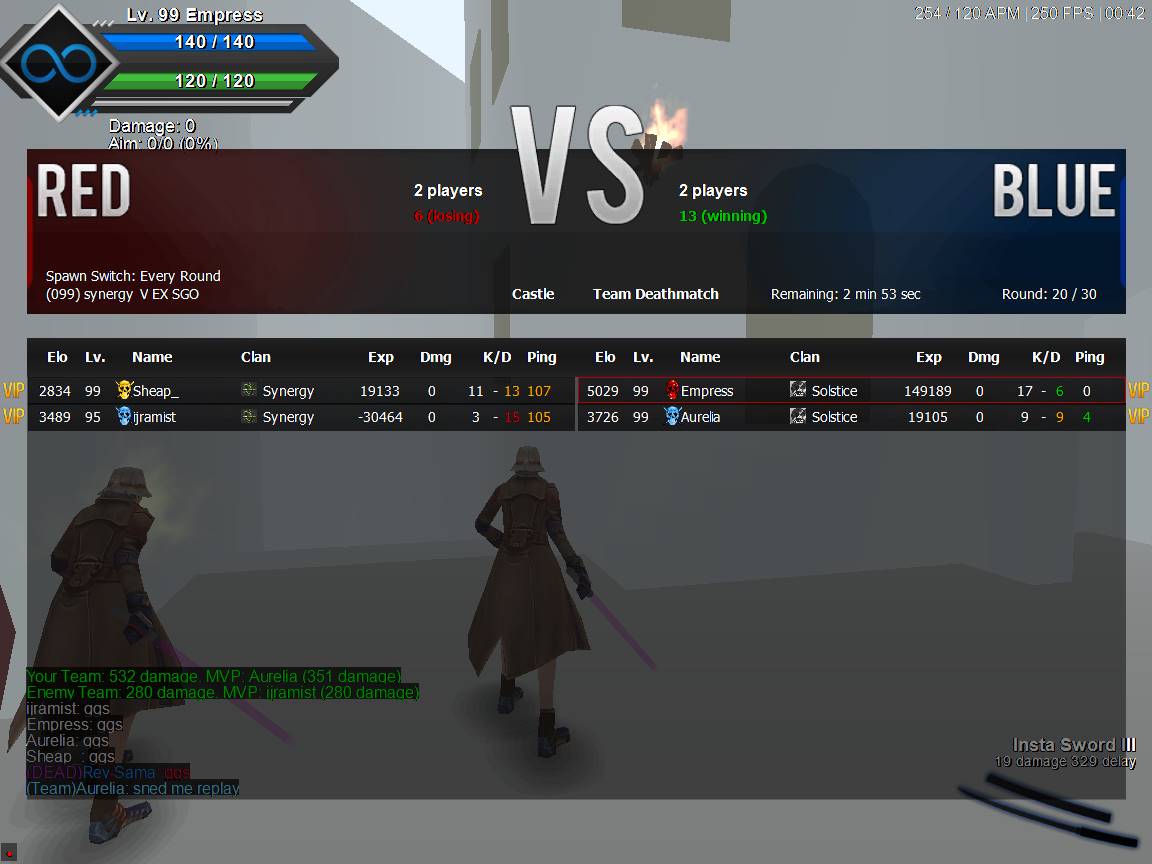 Lv. 99 Empress
254 / 120 APM | 250 FPS | 00:42
140 / 140
120 / 120
Damage: 0
Aim: 0/0 (0%)
VS
RED
BLUE
2 players
2 players
6 (losing)
13 (winning)
Spawn Switch: Every Round
(099) synergy V EX SGO
Castle Team Deathmatch Remaining: 2 min 53 sec Round: 20 / 30
Elo Lv. Name Clan Exp Dmg K/D Ping Elo Lv. Name Clan Exp Dmg K/D Ping
VIP 2834 99 Sheap_ Synergy 19133 0 11 - 13 107 5029 99 Empress Solstice 149189 0 17 - 6 0 VIP
VIP 3489 95 ijramist Synergy -30464 3 - 15 105 3726 99 Aurelia Solstice 19105 0 9 - 9 4 VIP
Your Team: 532 damage. MVP: Aurelia (351 damage)
Enemy Team: 280 damage. MVP: ijramist (280 damage)
ijramist: ggs
Empress: ggs
Aurelia: ggs
Sheap_: ggs
(DEAD)Rev Sama: ggs
(Team)Aurelia: sned me replay
Insta Sword III
19 damage 329 delay